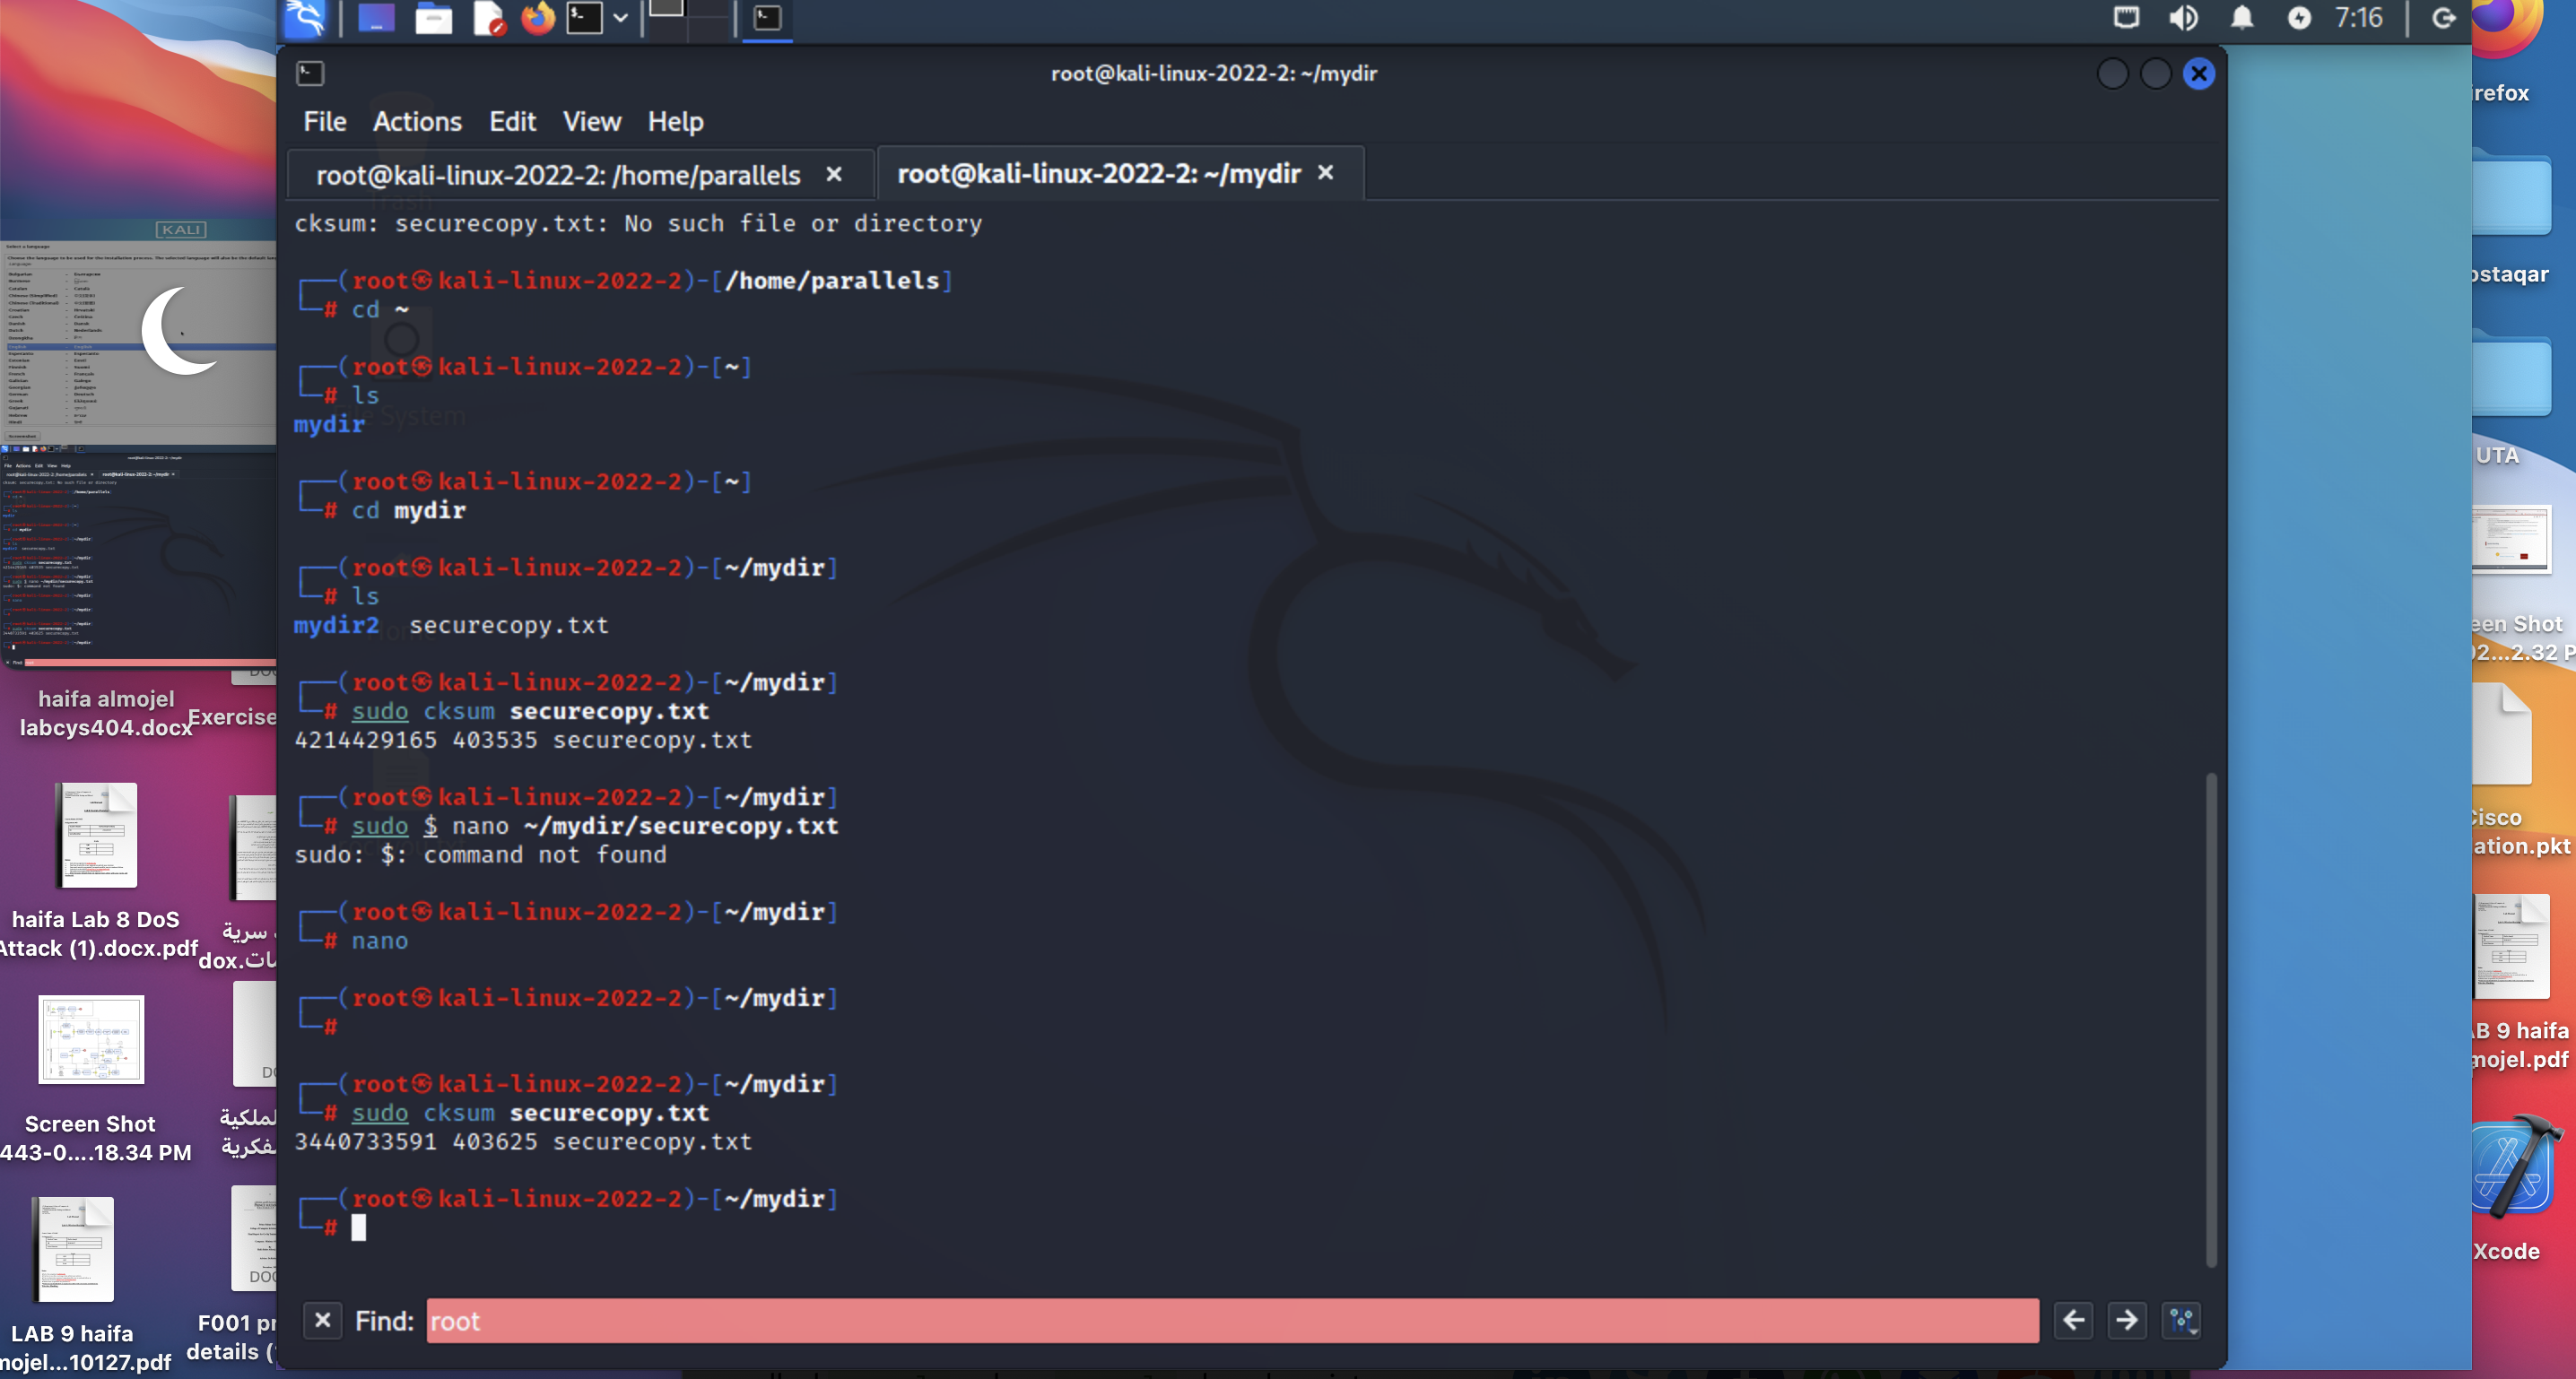 7:16
root@kali-linux-2022-2: ~/mydir
File Actions Edit View Help
root@kali-linux-2022-2: /home/parallels
root@kali-linux-2022-2: ~/mydir
cksum: securecopy.txt: No such file or directory
(root㉿kali-linux-2022-2)-[/home/parallels]
# cd ~
(root㉿kali-linux-2022-2)-[~]
# ls
mydir
(root㉿kali-linux-2022-2)-[~]
# cd mydir
(root㉿kali-linux-2022-2)-[~/mydir]
# ls
mydir2 securecopy.txt
(root㉿kali-linux-2022-2)-[~/mydir]
# sudo cksum securecopy.txt
4214429165 403535 securecopy.txt
(root㉿kali-linux-2022-2)-[~/mydir]
# sudo $ nano ~/mydir/securecopy.txt
sudo: $: command not found
(root㉿kali-linux-2022-2)-[~/mydir]
# nano
(root㉿kali-linux-2022-2)-[~/mydir]
#
(root㉿kali-linux-2022-2)-[~/mydir]
# sudo cksum securecopy.txt
3440733591 403625 securecopy.txt
(root㉿kali-linux-2022-2)-[~/mydir]
#
Find: root
KALI
haifa almojel
labcys404.docx
Exercise
haifa Lab 8 DoS
Attack (1).docx.pdf
سرية
Screen Shot
443-0....18.34 PM
LAB 9 haifa
mojel...10127.pdf
F001 pr
details (
irefox
ostaqar
UTA
een Shot
02...2.32 P
Cisco
ation.pkt
AB 9 haifa
mojel.pdf
Xcode